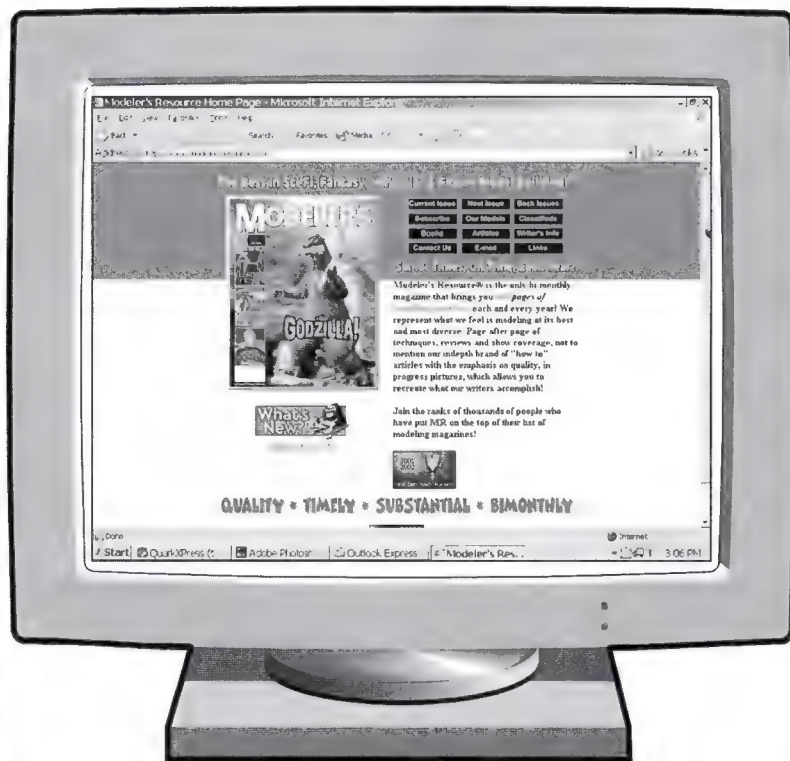 Modeler's Resource Home Page - Microsoft Internet Explor
Back Search Favorites Media
Current Issue Next Issue Back Issues
Subscribe Our Models Classifieds
Books Articles Writer's Info
Contact Us E-mail Links
MODELER'S
GODZILLA!
Modeler's Resource® is the only bi monthly
magazine that brings you pages of
each and every year! We
represent what we feel is modeling at its best
and most diverse. Page after page of
techniques, reviews and show coverage, not to
mention our indepth brand of "how to"
articles with the emphasis on quality, in
progress pictures, which allows you to
recreate what our writers accomplish!
What's
New?
Join the ranks of thousands of people who
have put MR on the top of their list of
modeling magazines!
2001
2002
QUALITY * TIMELY * SUBSTANTIAL * BIMONTHLY
Done Internet
Start QuarkXPress (t Adobe Photosh Outlook Express Modeler's Res... 3:06 PM